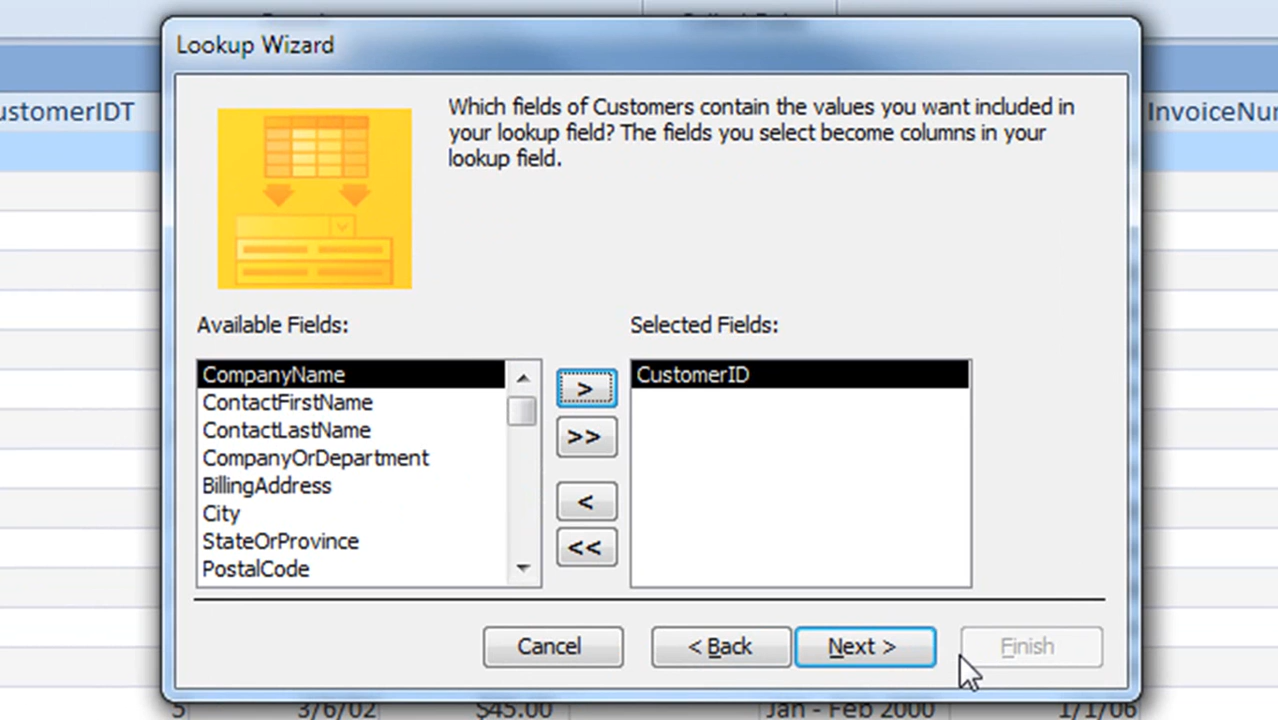 Lookup Wizard
ustomerIDT
InvoiceNu
Which fields of Customers contain the values you want included in
your lookup field? The fields you select become columns in your
lookup field.
Available Fields:
Selected Fields:
CompanyName
ContactFirstName
ContactLastName
CompanyOrDepartment
BillingAddress
City
StateOrProvince
PostalCode
>
>>
<
<<
CustomerID
Cancel
< Back
Next >
Finish
5 3/6/02 $45.00 Jan - Feb 2000 1/1/06